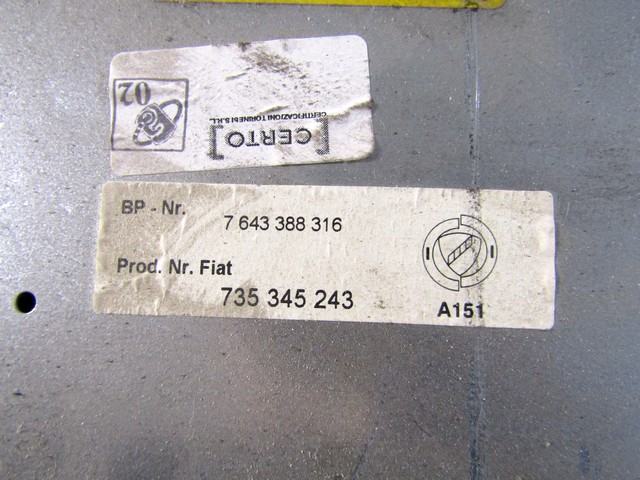 02
[CERTO]
CERTIFICAZIONI TORINESI S.R.L.
BP - Nr. 7 643 388 316
Prod. Nr. Fiat
735 345 243
A151